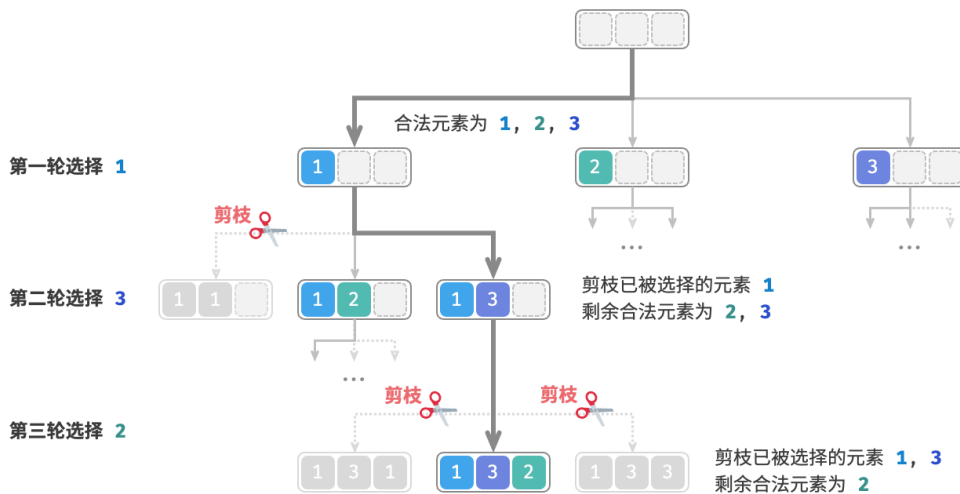 合法元素为 1, 2, 3
第一轮选择 1
1
2
3
剪枝
...
...
第二轮选择 3
1 1
1 2
1 3
剪枝已被选择的元素 1
剩余合法元素为 2, 3
...
剪枝
剪枝
第三轮选择 2
1 3 1
1 3 2
1 3 3
剪枝已被选择的元素 1, 3
剩余合法元素为 2